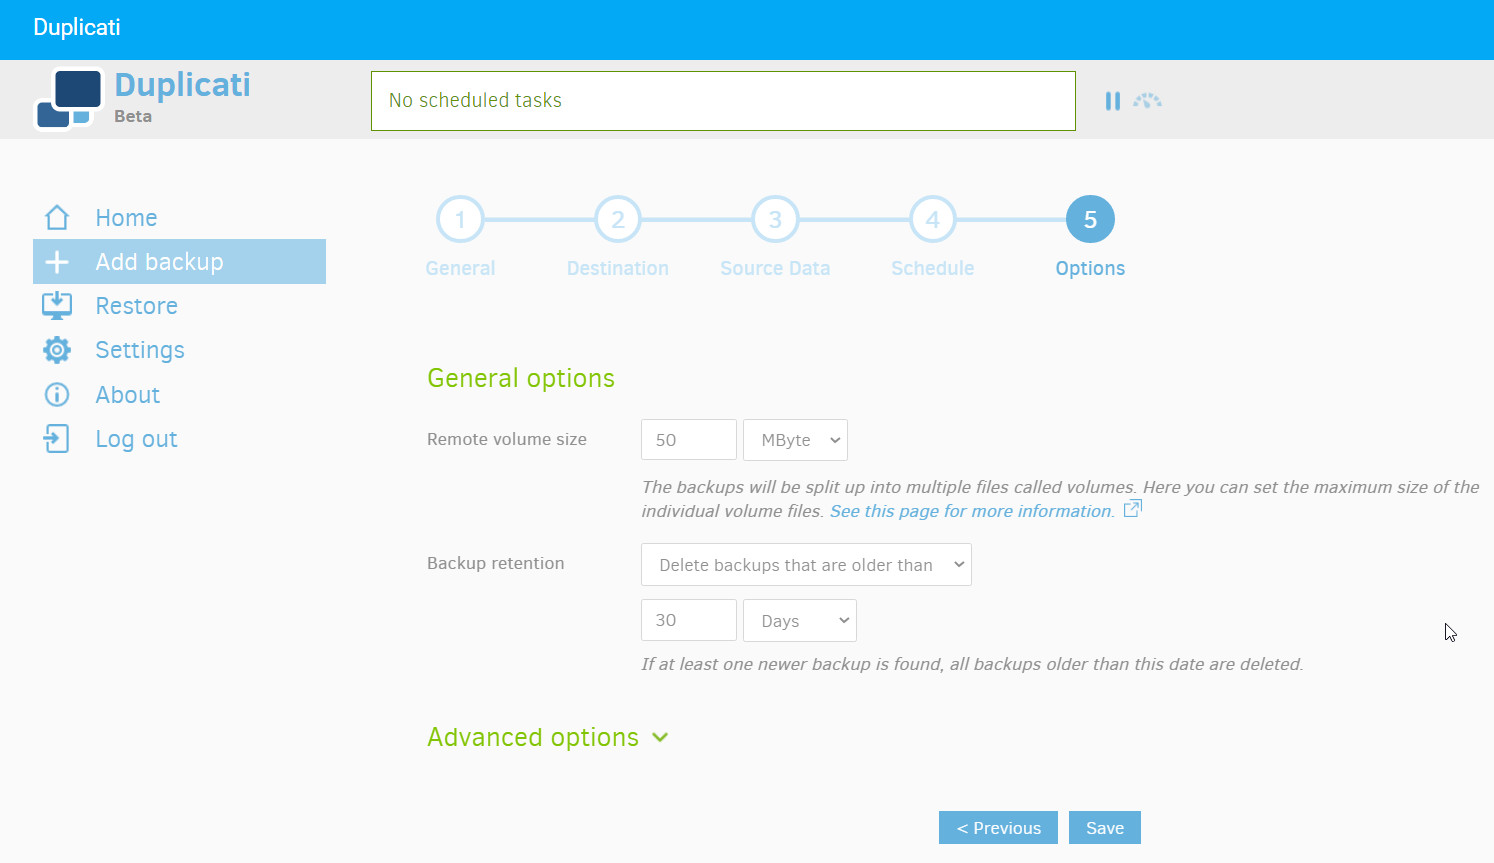 Duplicati
Duplicati
Beta
No scheduled tasks
Home
Add backup
Restore
Settings
About
Log out
1
2
3
4
5
General
Destination
Source Data
Schedule
Options
General options
Remote volume size
50
MByte
The backups will be split up into multiple files called volumes. Here you can set the maximum size of the
individual volume files. See this page for more information.
Backup retention
Delete backups that are older than
30
Days
If at least one newer backup is found, all backups older than this date are deleted.
Advanced options
< Previous
Save